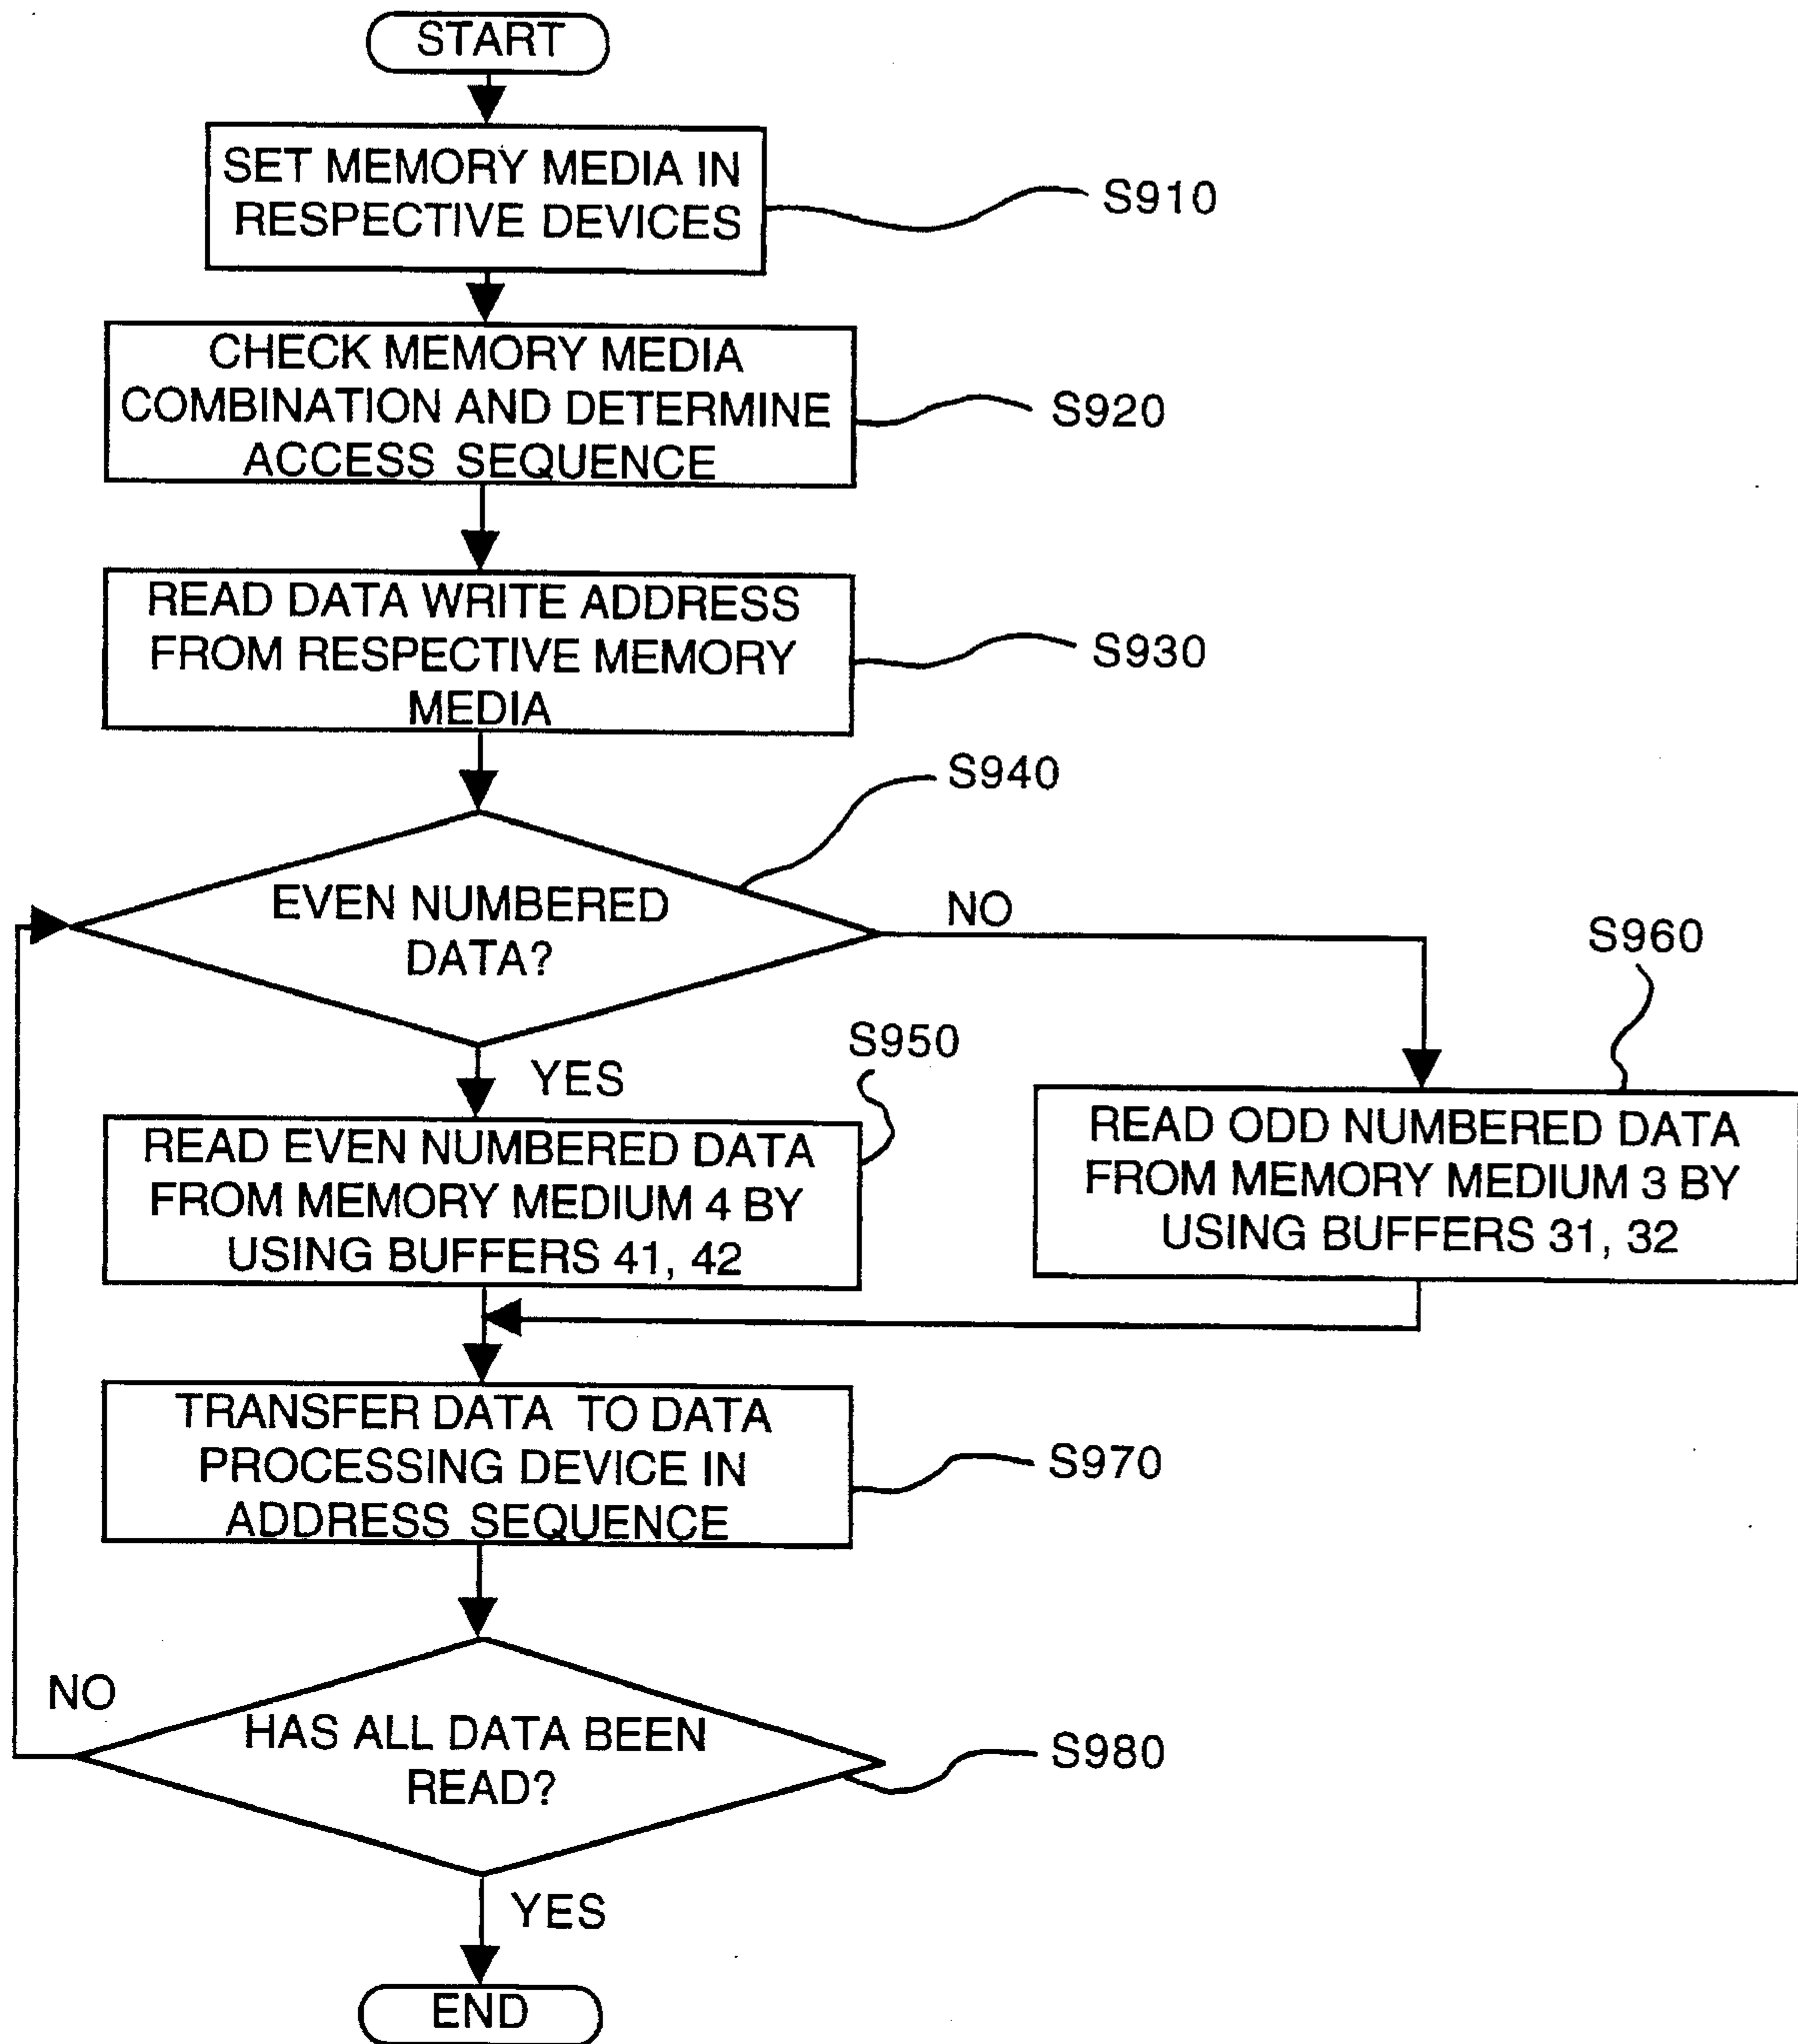 START
SET MEMORY MEDIA IN
RESPECTIVE DEVICES
S910
CHECK MEMORY MEDIA
COMBINATION AND DETERMINE
ACCESS SEQUENCE
S920
READ DATA WRITE ADDRESS
FROM RESPECTIVE MEMORY
MEDIA
S930
S940
EVEN NUMBERED
DATA?
NO
S960
YES
S950
READ EVEN NUMBERED DATA
FROM MEMORY MEDIUM 4 BY
USING BUFFERS 41, 42
READ ODD NUMBERED DATA
FROM MEMORY MEDIUM 3 BY
USING BUFFERS 31, 32
TRANSFER DATA TO DATA
PROCESSING DEVICE IN
ADDRESS SEQUENCE
S970
NO
HAS ALL DATA BEEN
READ?
S980
YES
END